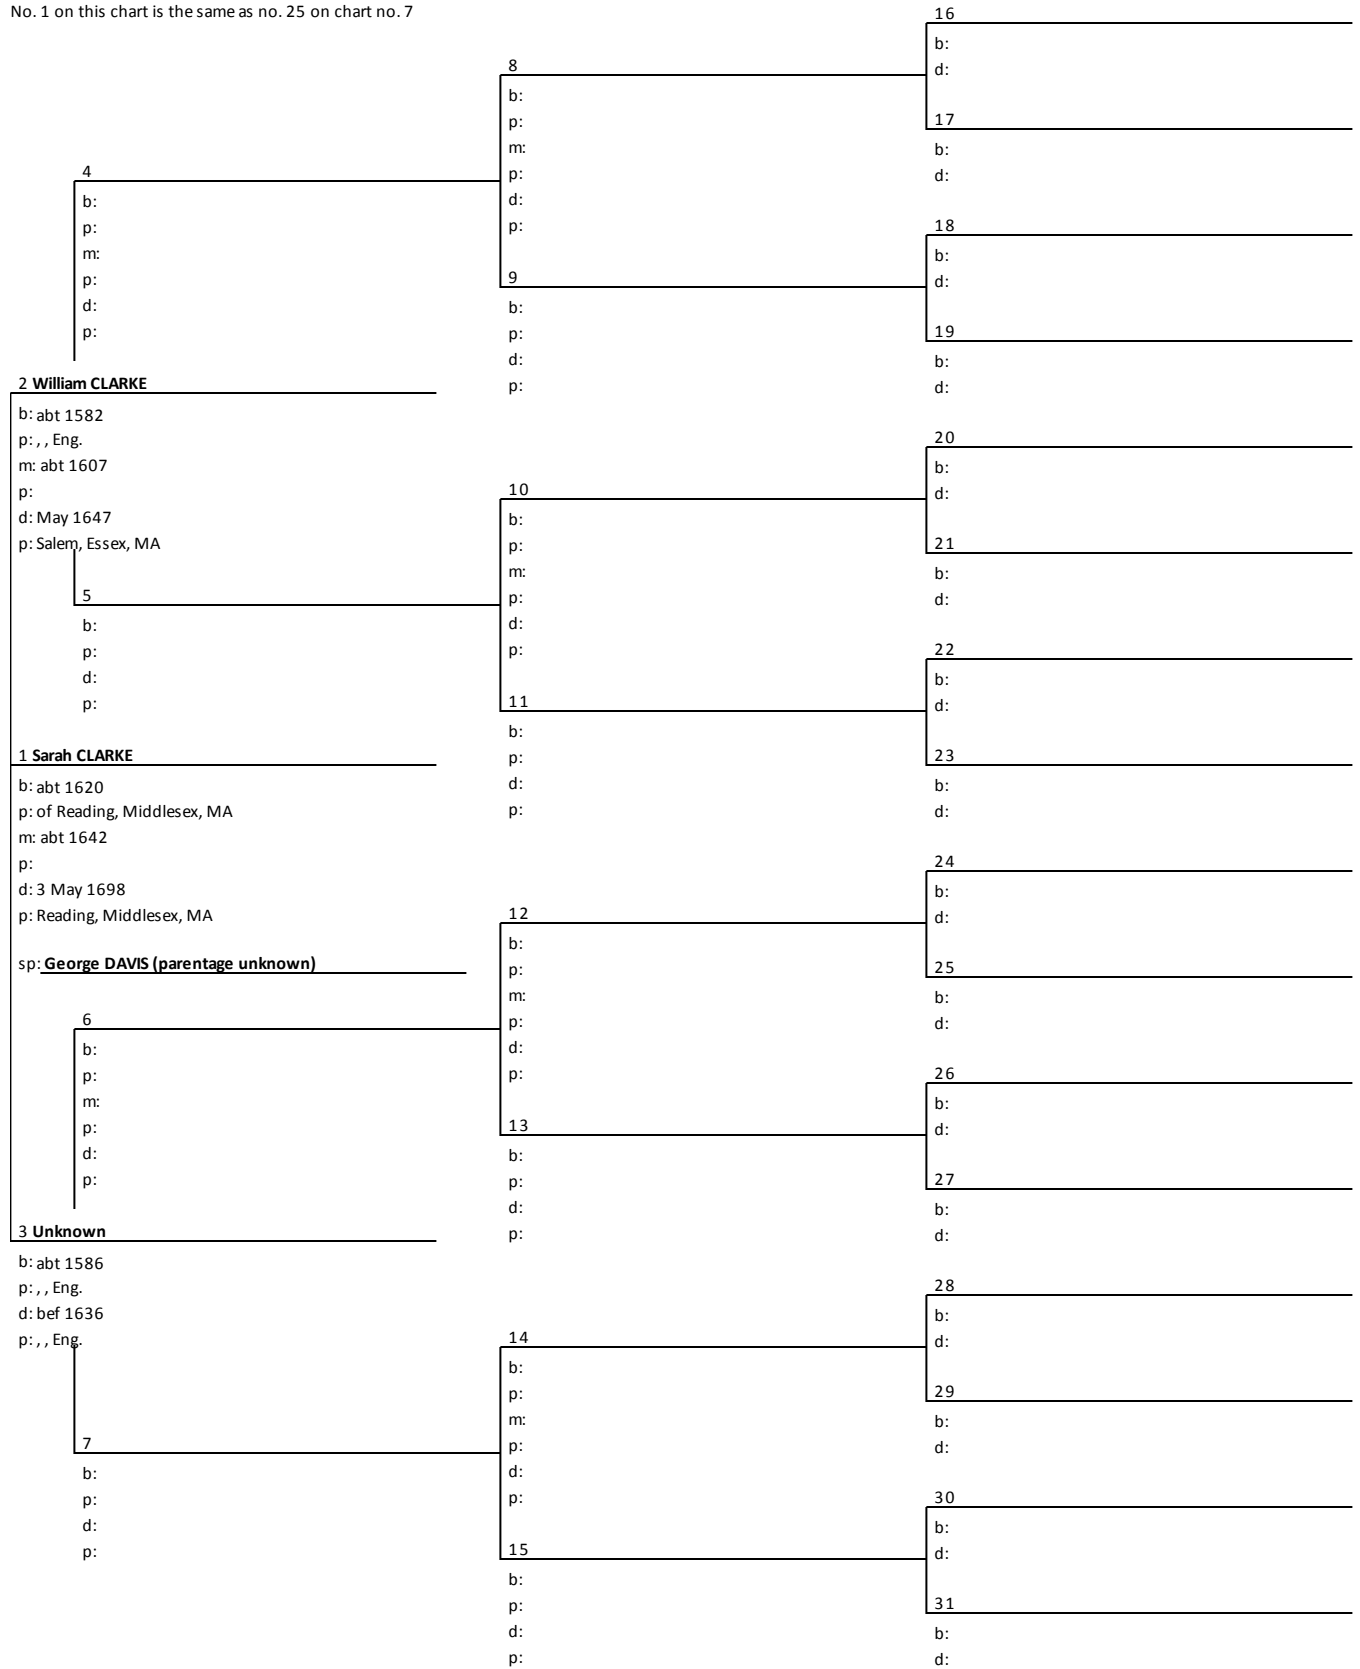 No. 1 on this chart is the same as no. 25 on chart no. 7
2 William CLARKE
b: abt 1582
p: , , Eng.
m: abt 1607
p:
d: May 1647
p: Salem, Essex, MA
1 Sarah CLARKE
b: abt 1620
p: of Reading, Middlesex, MA
m: abt 1642
p:
d: 3 May 1698
p: Reading, Middlesex, MA
sp: George DAVIS (parentage unknown)
3 Unknown
b: abt 1586
p: , , Eng.
d: bef 1636
p: , , Eng.
4
b:
p:
m:
p:
d:
p:
5
b:
p:
d:
p:
6
b:
p:
m:
p:
d:
p:
7
b:
p:
d:
p:
8
b:
p:
m:
p:
d:
p:
9
b:
p:
d:
p:
10
b:
p:
m:
p:
d:
p:
11
b:
p:
d:
p:
12
b:
p:
m:
p:
d:
p:
13
b:
p:
d:
p:
14
b:
p:
m:
p:
d:
p:
15
b:
p:
d:
p:
16
b:
d:
17
b:
d:
18
b:
d:
19
b:
d:
20
b:
d:
21
b:
d:
22
b:
d:
23
b:
d:
24
b:
d:
25
b:
d:
26
b:
d:
27
b:
d:
28
b:
d:
29
b:
d:
30
b:
d:
31
b:
d: